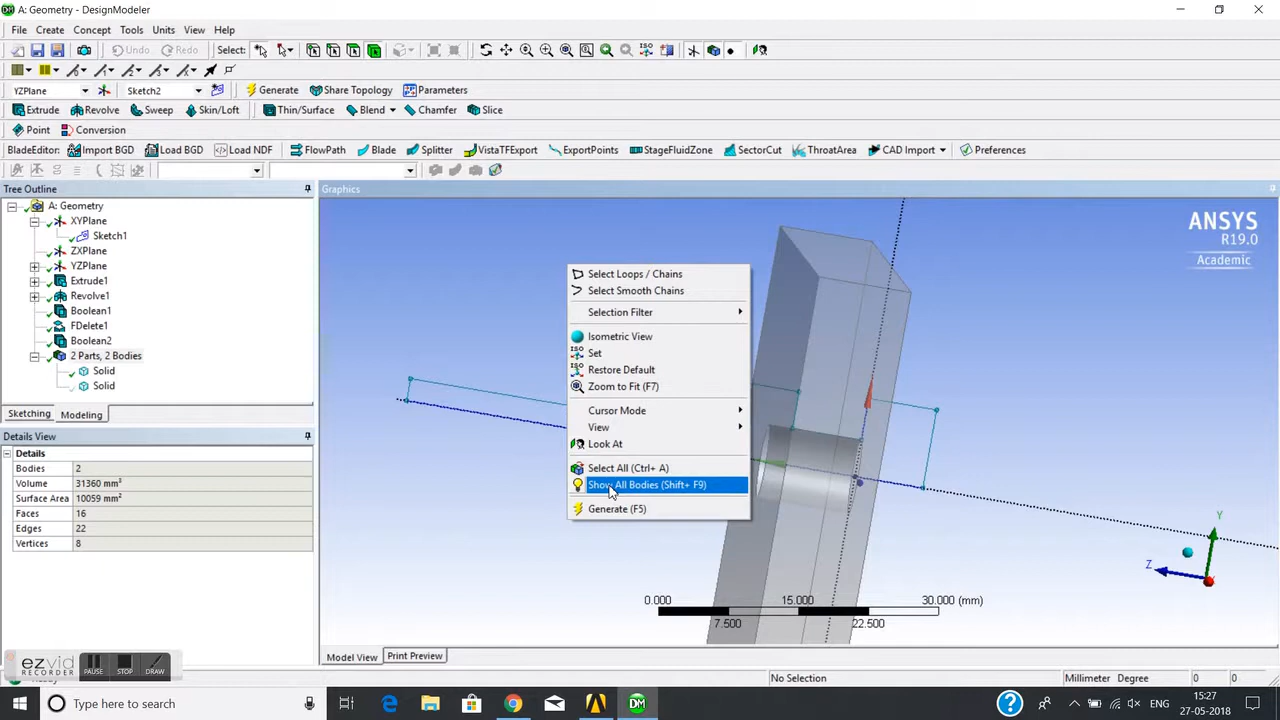 A: Geometry - DesignModeler
File Create Concept Tools Units View Help
Undo Redo Select:
YZPlane Sketch2 Generate Share Topology Parameters
Extrude Revolve Sweep Skin/Loft Thin/Surface Blend Chamfer Slice
Point Conversion
BladeEditor: Import BGD Load BGD Load NDF FlowPath Blade Splitter VistaTFExport ExportPoints StageFluidZone SectorCut ThroatArea CAD Import Preferences
Tree Outline
A: Geometry
XYPlane
Sketch1
ZXPlane
YZPlane
Extrude1
Revolve1
Boolean1
FDelete1
Boolean2
2 Parts, 2 Bodies
Solid
Solid
Sketching Modeling
Details View
Details
Bodies 2
Volume 31360 mm³
Surface Area 10059 mm²
Faces 16
Edges 22
Vertices 8
Graphics
ANSYS
R19.0
Academic
Select Loops / Chains
Select Smooth Chains
Selection Filter
Isometric View
ISO Set
ISO Restore Default
Zoom to Fit (F7)
Cursor Mode
View
Look At
Select All (Ctrl+ A)
Show All Bodies (Shift+ F9)
Generate (F5)
Y
Z
0.000 15.000 30.000 (mm)
7.500 22.500
Model View Print Preview
ezvid
RECORDER
PAUSE STOP DRAW
No Selection Millimeter Degree 0 0
Type here to search
DM
ENG
15:27
27-05-2018